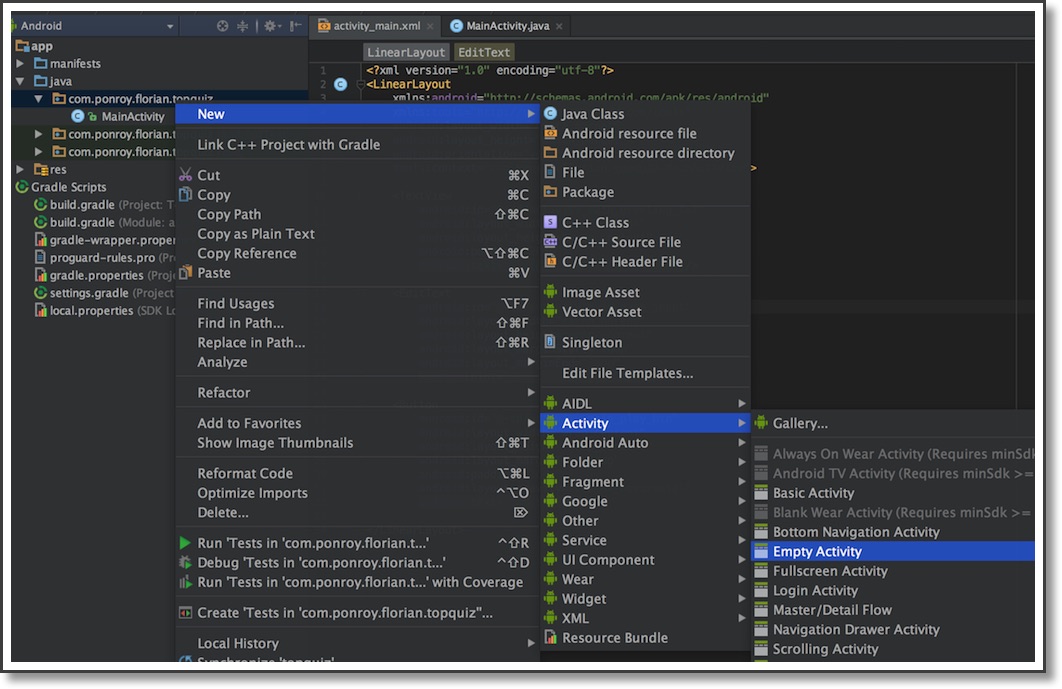 Android
activity_main.xml
MainActivity.java
app
manifests
java
com.ponroy.florian.topquiz
MainActivity
com.ponroy.florian.t
com.ponroy.florian.t
res
Gradle Scripts
build.gradle (Project: T
build.gradle (Module: a
gradle-wrapper.proper
proguard-rules.pro (P
gradle.properties (Proj
settings.gradle (Project
local.properties (SDK Lo
LinearLayout EditText
1 <?xml version="1.0" encoding="utf-8"?>
2 <LinearLayout
3 xmlns:android="http://schemas.android.com/apk/res/android"
>
New
Link C++ Project with Gradle
Cut ⌘X
Copy ⌘C
Copy Path ⇧⌘C
Copy as Plain Text
Copy Reference ⌥⇧⌘C
Paste ⌘V
Find Usages ⌥F7
Find in Path... ⇧⌘F
Replace in Path... ⇧⌘R
Analyze
Refactor
Add to Favorites
Show Image Thumbnails ⇧⌘T
Reformat Code ⌥⌘L
Optimize Imports ^⌥O
Delete... ⌦
Run 'Tests in 'com.ponroy.florian.t...' ^⇧R
Debug 'Tests in 'com.ponroy.florian.t...' ^⇧D
Run 'Tests in 'com.ponroy.florian.t...' with Coverage
Create 'Tests in 'com.ponroy.florian.topquiz''...
Local History
Synchronize 'topquiz'
Java Class
Android resource file
Android resource directory
File
Package
C++ Class
C/C++ Source File
C/C++ Header File
Image Asset
Vector Asset
Singleton
Edit File Templates...
AIDL
Activity
Android Auto
Folder
Fragment
Google
Other
Service
UI Component
Wear
Widget
XML
Resource Bundle
Gallery...
Always On Wear Activity (Requires minSdk
Android TV Activity (Requires minSdk >=
Basic Activity
Blank Wear Activity (Requires minSdk >=
Bottom Navigation Activity
Empty Activity
Fullscreen Activity
Login Activity
Master/Detail Flow
Navigation Drawer Activity
Scrolling Activity